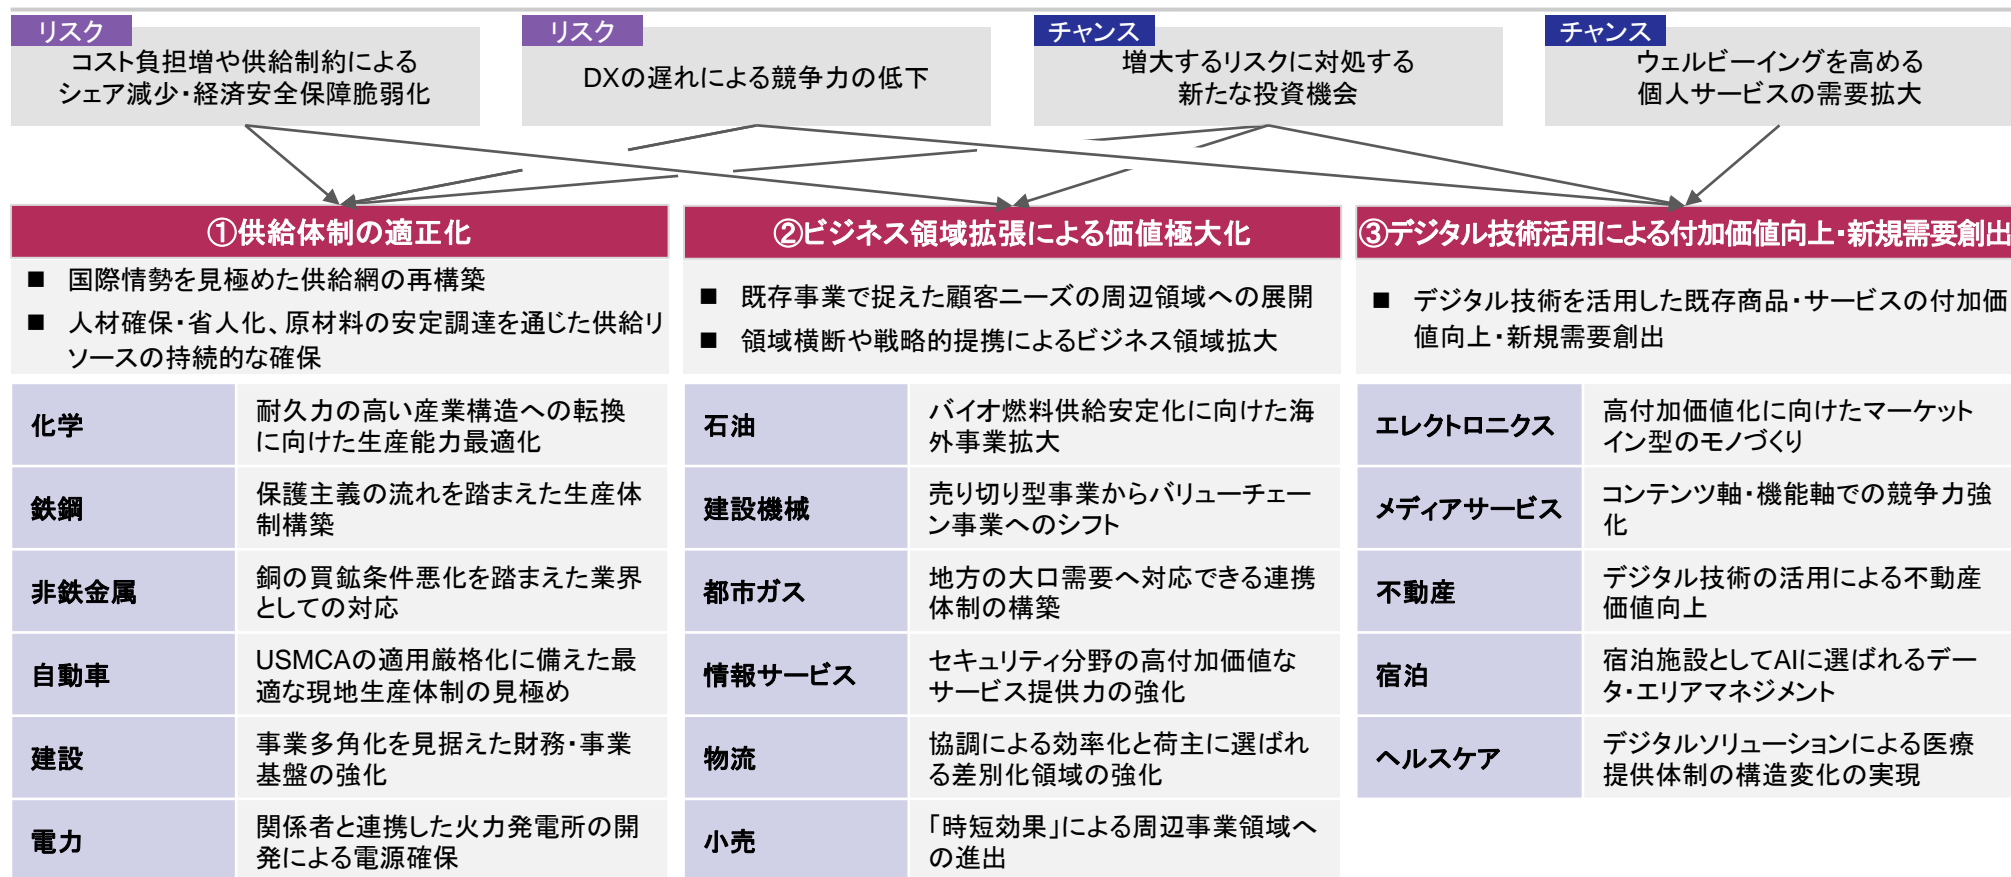 リスク
コスト負担増や供給制約による
シェア減少・経済安全保障脆弱化
リスク
DXの遅れによる競争力の低下
チャンス
増大するリスクに対処する
新たな投資機会
チャンス
ウェルビーイングを高める
個人サービスの需要拡大
①供給体制の適正化
■ 国際情勢を見極めた供給網の再構築
■ 人材確保・省人化、原材料の安定調達を通じた供給リ
ソースの持続的な確保
化学
耐久力の高い産業構造への転換
に向けた生産能力最適化
鉄鋼
保護主義の流れを踏まえた生産体
制構築
非鉄金属
銅の買鉱条件悪化を踏まえた業界
としての対応
自動車
USMCAの適用厳格化に備えた最
適な現地生産体制の見極め
建設
事業多角化を見据えた財務・事業
基盤の強化
電力
関係者と連携した火力発電所の開
発による電源確保
②ビジネス領域拡張による価値極大化
■ 既存事業で捉えた顧客ニーズの周辺領域への展開
■ 領域横断や戦略的提携によるビジネス領域拡大
石油
バイオ燃料供給安定化に向けた海
外事業拡大
建設機械
売り切り型事業からバリューチェー
ン事業へのシフト
都市ガス
地方の大口需要へ対応できる連携
体制の構築
情報サービス
セキュリティ分野の高付加価値な
サービス提供力の強化
物流
協調による効率化と荷主に選ばれ
る差別化領域の強化
小売
「時短効果」による周辺事業領域へ
の進出
③デジタル技術活用による付加価値向上・新規需要創出
■ デジタル技術を活用した既存商品・サービスの付加価
値向上・新規需要創出
エレクトロニクス
高付加価値化に向けたマーケット
イン型のモノづくり
メディアサービス
コンテンツ軸・機能軸での競争力強
化
不動産
デジタル技術の活用による不動産
価値向上
宿泊
宿泊施設としてAIに選ばれるデー
タ・エリアマネジメント
ヘルスケア
デジタルソリューションによる医療
提供体制の構造変化の実現